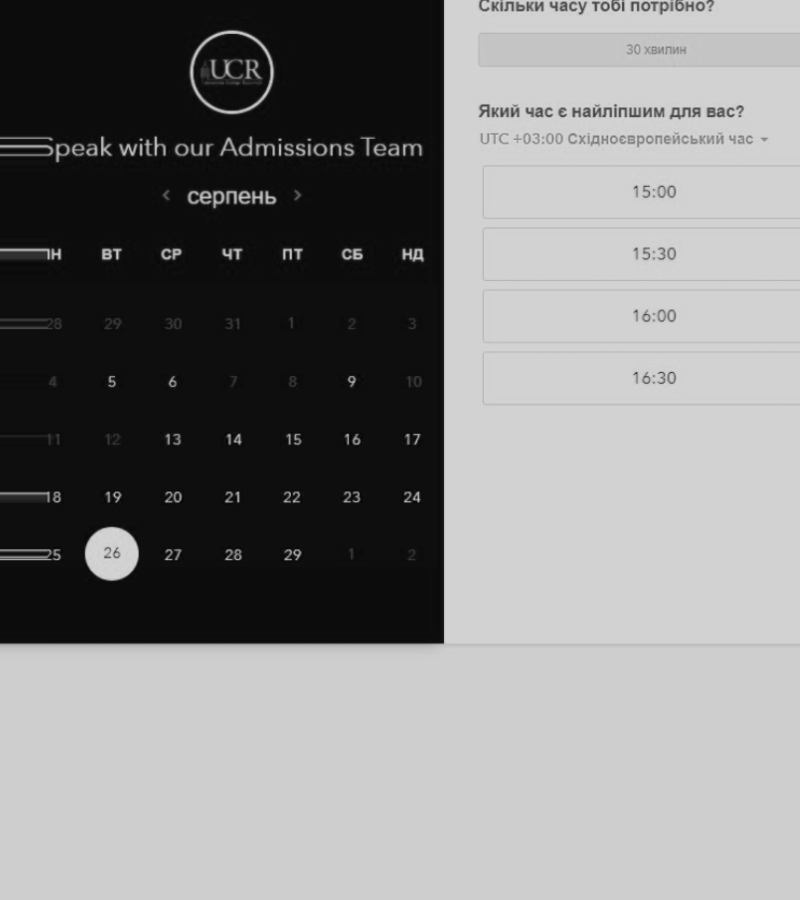 UCR
Speak with our Admissions Team
серпень
ПН ВТ СР ЧТ ПТ СБ НД
28 29 30 31 1 2 3
4 5 6 7 8 9 10
11 12 13 14 15 16 17
18 19 20 21 22 23 24
25 26 27 28 29 1 2
Скільки часу тобі потрібно?
30 хвилин
Який час є найліпшим для вас?
UTC +03:00 Східноєвропейський час
15:00
15:30
16:00
16:30